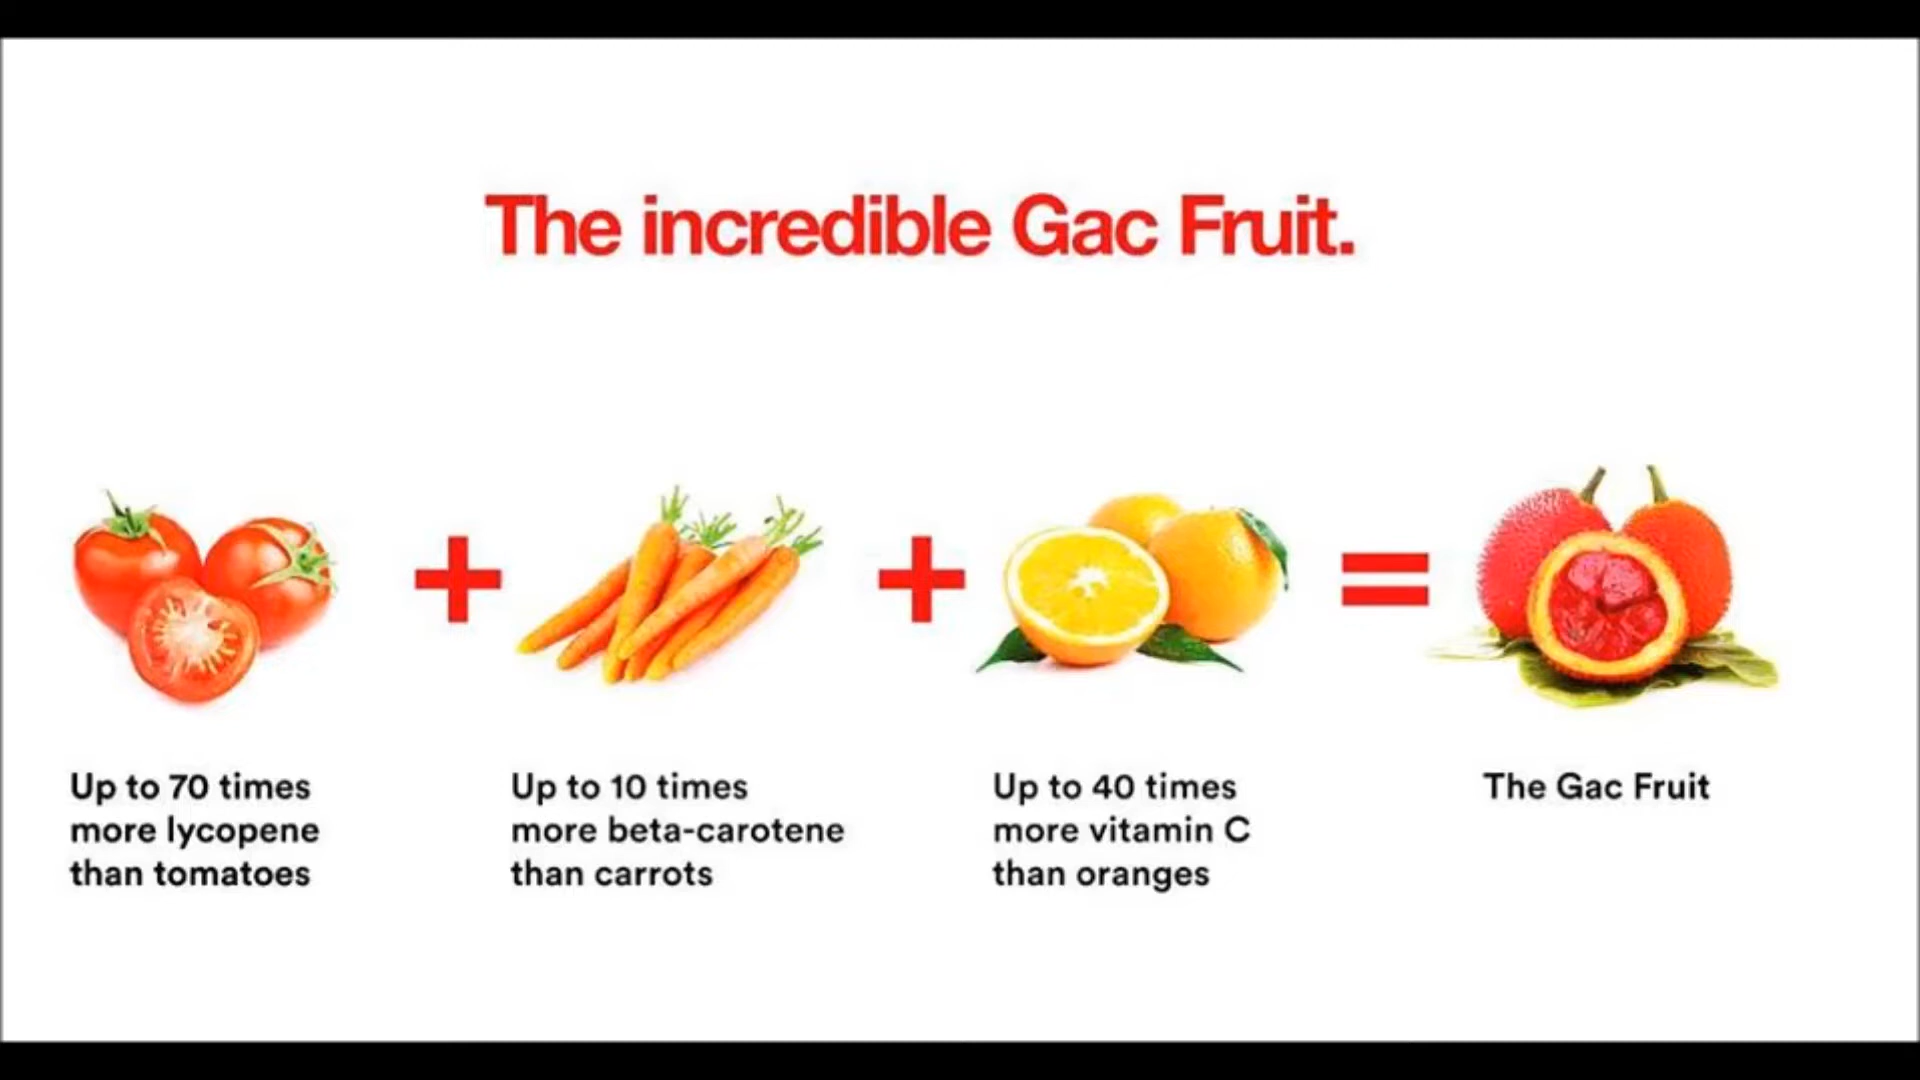 The incredible Gac Fruit.
Up to 70 times
more lycopene
than tomatoes
Up to 10 times
more beta-carotene
than carrots
Up to 40 times
more vitamin C
than oranges
The Gac Fruit